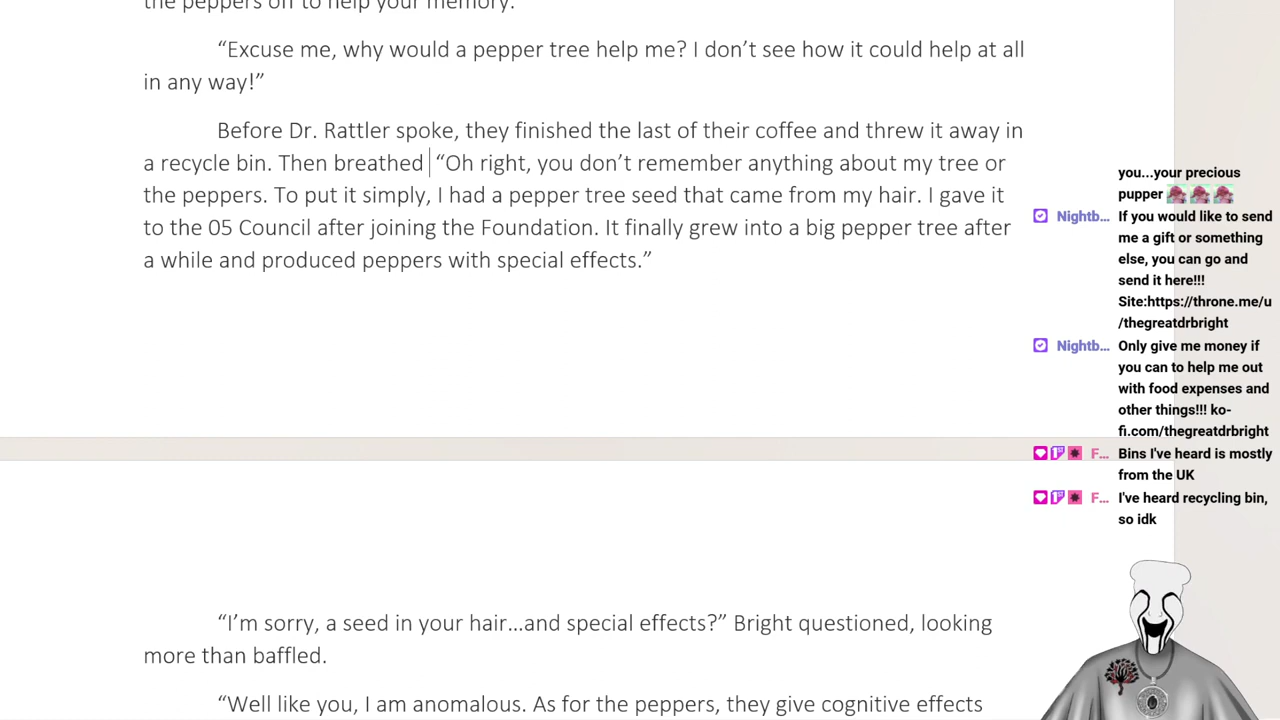 the peppers off to help your memory.
“Excuse me, why would a pepper tree help me? I don’t see how it could help at all
in any way!”
Before Dr. Rattler spoke, they finished the last of their coffee and threw it away in
a recycle bin. Then breathed “Oh right, you don’t remember anything about my tree or
the peppers. To put it simply, I had a pepper tree seed that came from my hair. I gave it
to the 05 Council after joining the Foundation. It finally grew into a big pepper tree after
a while and produced peppers with special effects.”
“I’m sorry, a seed in your hair…and special effects?” Bright questioned, looking
more than baffled.
“Well like you, I am anomalous. As for the peppers, they give cognitive effects
you...your precious
pupper
Nightb... If you would like to send
me a gift or something
else, you can go and
send it here!!!
Site:https://throne.me/u
/thegreatdrbright
Nightb... Only give me money if
you can to help me out
with food expenses and
other things!!! ko-
fi.com/thegreatdrbright
F... Bins I've heard is mostly
from the UK
F... I've heard recycling bin,
so idk